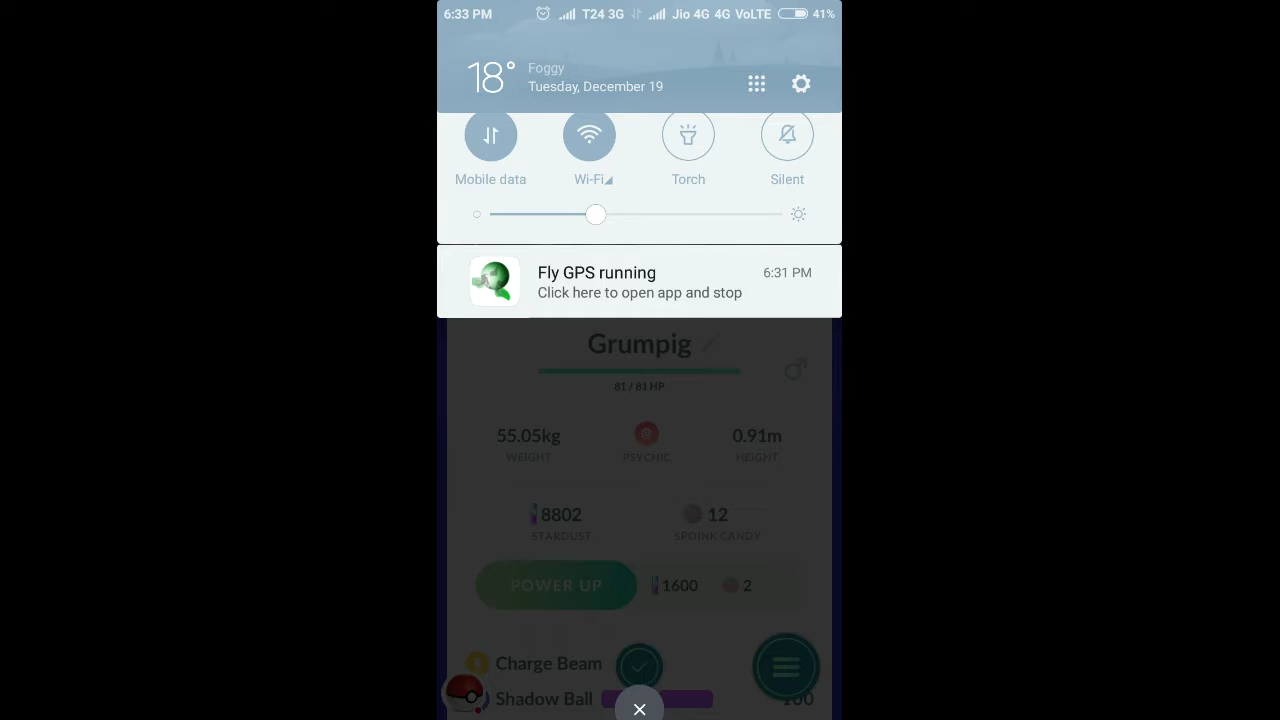 6:33 PM T24 3G Jio 4G 4G VoLTE 41%
18° Foggy
Tuesday, December 19
Mobile data Wi-Fi Torch Silent
Fly GPS running 6:31 PM
Click here to open app and stop
Grumpig
81 / 81 HP
55.05kg 0.91m
WEIGHT PSYCHIC HEIGHT
8802 12
STARDUST SPOINK CANDY
POWER UP 1600 2
Charge Beam
Shadow Ball 100